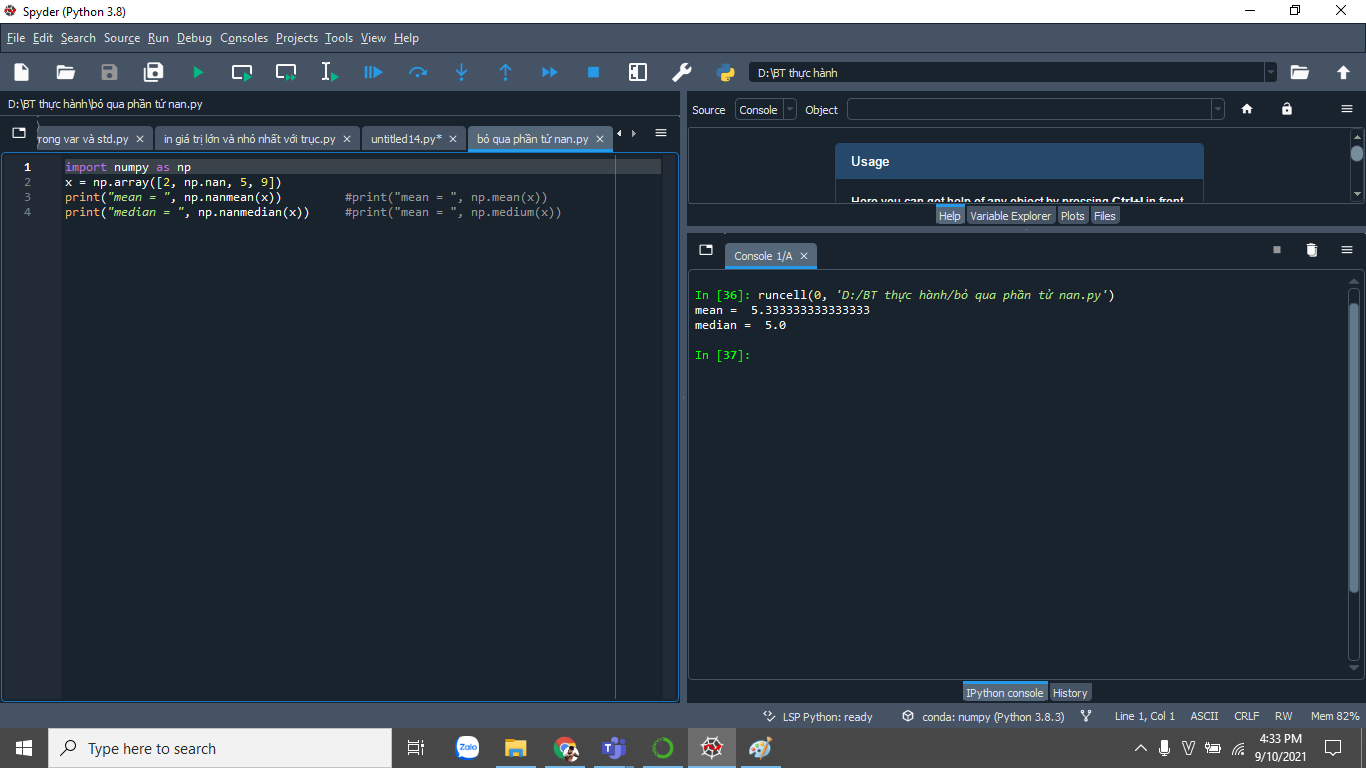 Spyder (Python 3.8)
File Edit Search Source Run Debug Consoles Projects Tools View Help
D:\BT thực hành
D:\BT thực hành\bỏ qua phần tử nan.py
var và std.py
in giá trị lớn và nhỏ nhất với trục.py
untitled14.py*
bỏ qua phần tử nan.py
1 import numpy as np
2 x = np.array([2, np.nan, 5, 9])
3 print("mean = ", np.nanmean(x)) #print("mean = ", np.mean(x))
4 print("median = ", np.nanmedian(x)) #print("mean = ", np.medium(x))
Source Console Object
Usage
Here you can get help of any object by pressing Ctrl+I in front
Help Variable Explorer Plots Files
Console 1/A
In [36]: runcell(0, 'D:/BT thực hành/bỏ qua phần tử nan.py')
mean =  5.333333333333333
median =  5.0
In [37]:
IPython console History
LSP Python: ready conda: numpy (Python 3.8.3) Line 1, Col 1 ASCII CRLF RW Mem 82%
Type here to search
Zalo
4:33 PM
9/10/2021